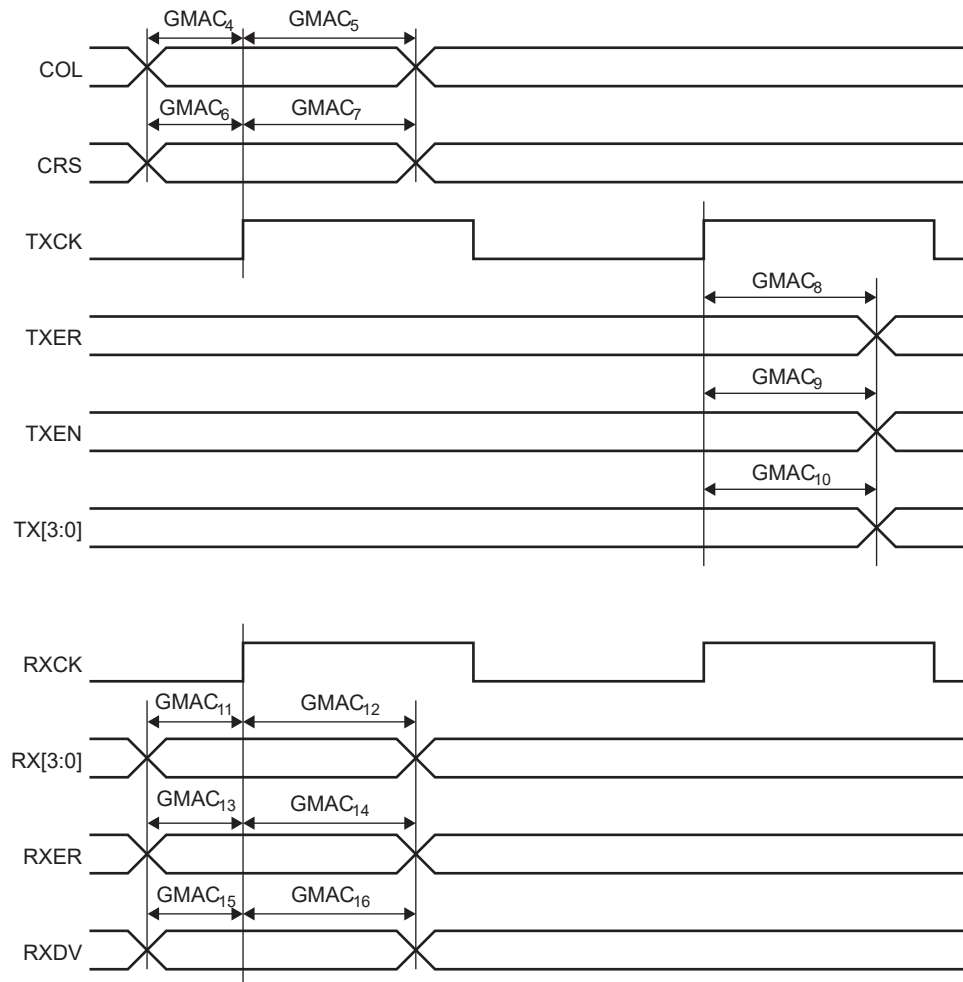 GMAC4 GMAC5
COL
GMAC6 GMAC7
CRS
TXCK
GMAC8
TXER
GMAC9
TXEN
GMAC10
TX[3:0]
RXCK
GMAC11 GMAC12
RX[3:0]
GMAC13 GMAC14
RXER
GMAC15 GMAC16
RXDV